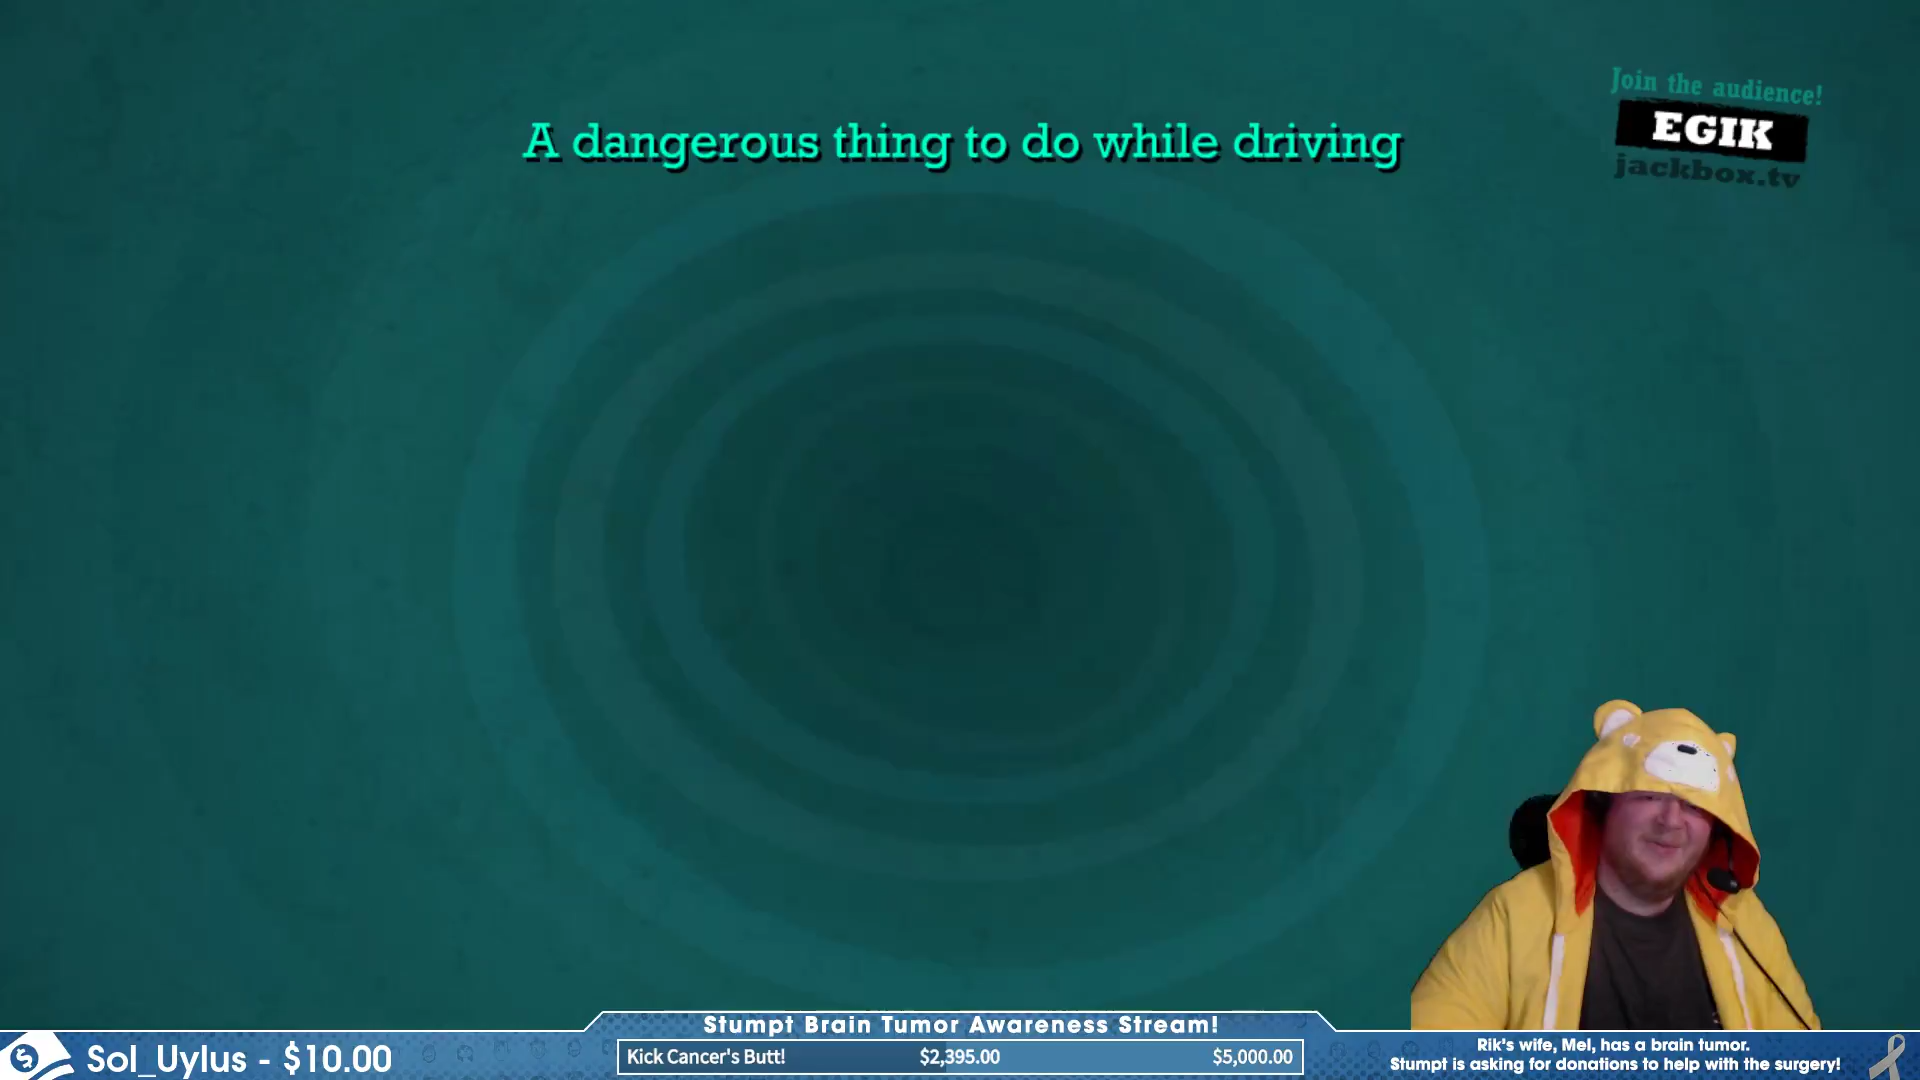 A dangerous thing to do while driving
Join the audience!
EGIK
jackbox.tv
Stumpt Brain Tumor Awareness Stream!
Sol_Uylus - $10.00
Kick Cancer's Butt! $2,395.00 $5,000.00
Rik's wife, Mel, has a brain tumor.
Stumpt is asking for donations to help with the surgery!